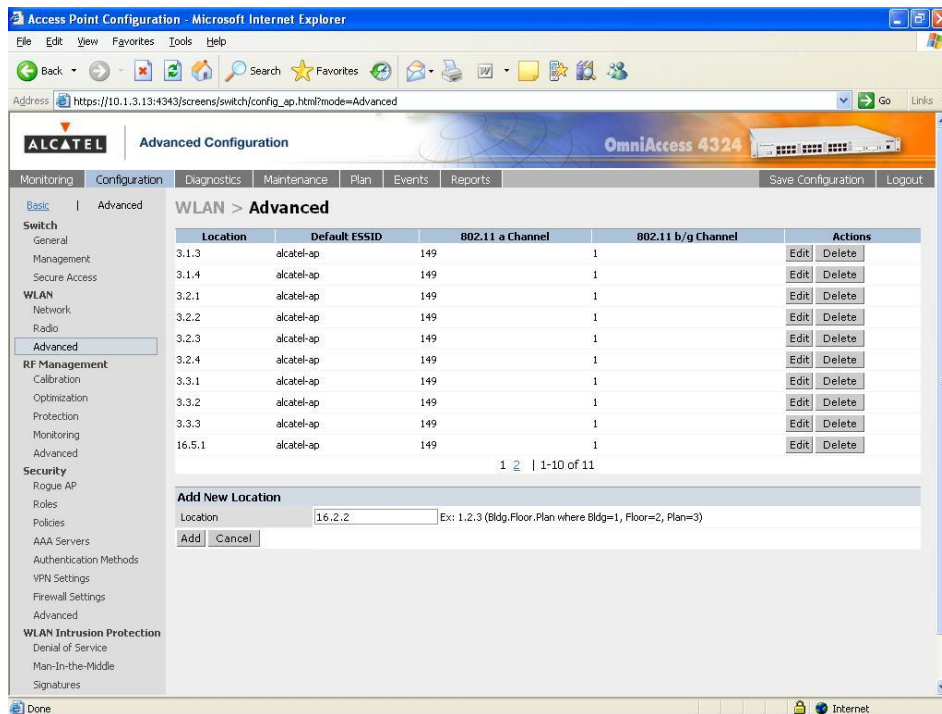 Access Point Configuration - Microsoft Internet Explorer
File Edit View Favorites Tools Help
Back Search Favorites
Address https://10.1.3.13:4343/screens/switch/config_ap.html?mode=Advanced Go Links
ALCATEL Advanced Configuration OmniAccess 4324
Monitoring Configuration Diagnostics Maintenance Plan Events Reports Save Configuration Logout
Basic | Advanced
WLAN > Advanced
Switch
General
Management
Secure Access
WLAN
Network
Radio
Advanced
RF Management
Calibration
Optimization
Protection
Monitoring
Advanced
Security
Rogue AP
Roles
Policies
AAA Servers
Authentication Methods
VPN Settings
Firewall Settings
Advanced
WLAN Intrusion Protection
Denial of Service
Man-In-the-Middle
Signatures
Location Default ESSID 802.11 a Channel 802.11 b/g Channel Actions
3.1.3 alcatel-ap 149 1 Edit Delete
3.1.4 alcatel-ap 149 1 Edit Delete
3.2.1 alcatel-ap 149 1 Edit Delete
3.2.2 alcatel-ap 149 1 Edit Delete
3.2.3 alcatel-ap 149 1 Edit Delete
3.2.4 alcatel-ap 149 1 Edit Delete
3.3.1 alcatel-ap 149 1 Edit Delete
3.3.2 alcatel-ap 149 1 Edit Delete
3.3.3 alcatel-ap 149 1 Edit Delete
16.5.1 alcatel-ap 149 1 Edit Delete
1 2 | 1-10 of 11
Add New Location
Location 16.2.2 Ex: 1.2.3 (Bldg.Floor.Plan where Bldg=1, Floor=2, Plan=3)
Add Cancel
Done Internet